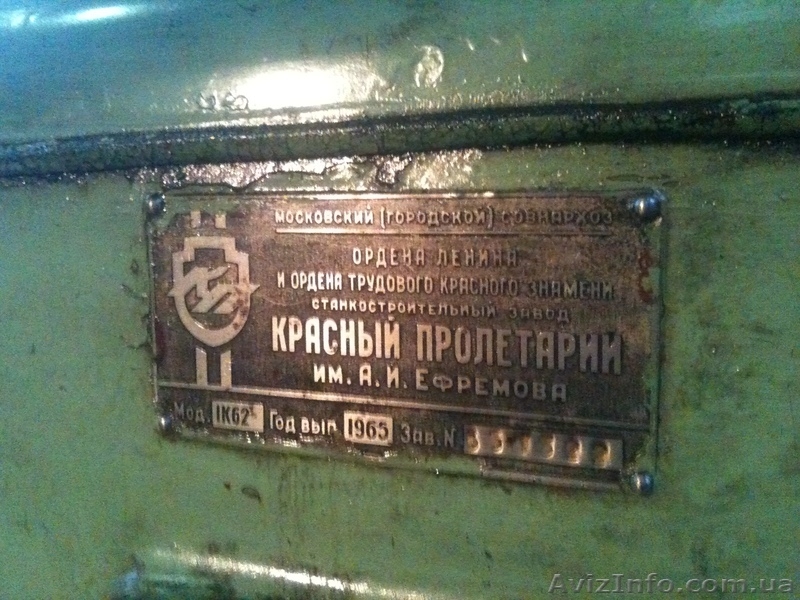 МОСКОВСКИЙ (ГОРОДСКОЙ) СОВНАРХОЗ
ОРДЕНА ЛЕНИНА
И ОРДЕНА ТРУДОВОГО КРАСНОГО ЗНАМЕНИ
СТАНКОСТРОИТЕЛЬНЫЙ ЗАВОД
КРАСНЫЙ ПРОЛЕТАРИЙ
ИМ. А. И. ЕФРЕМОВА
Мод. 1К62 Год вып. 1965 Зав. N
AvizInfo.com.ua